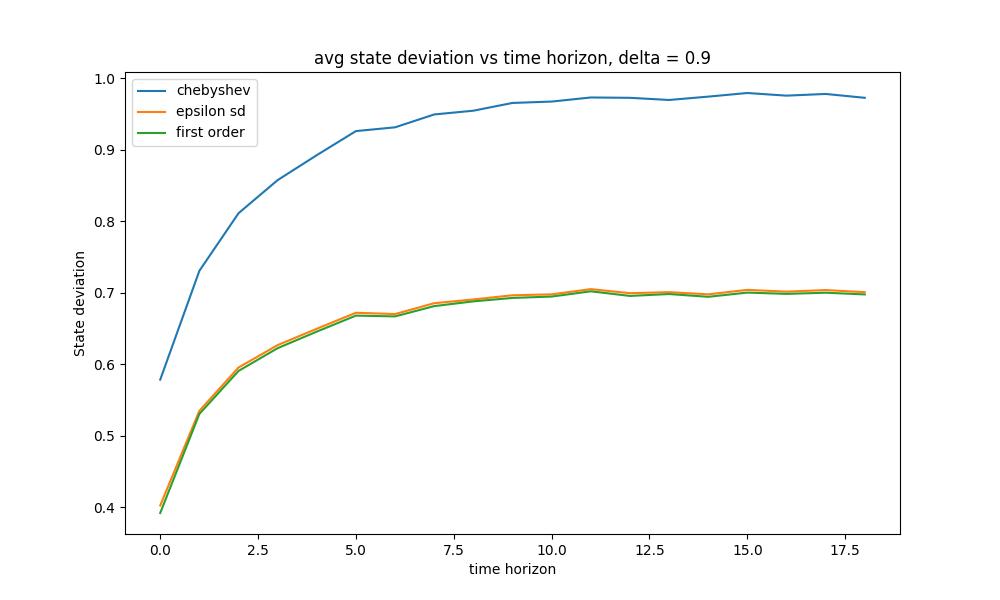 avg state deviation vs time horizon, delta = 0.9
chebyshev
epsilon sd
first order
State deviation
1.0
0.9
0.8
0.7
0.6
0.5
0.4
0.0 2.5 5.0 7.5 10.0 12.5 15.0 17.5
time horizon